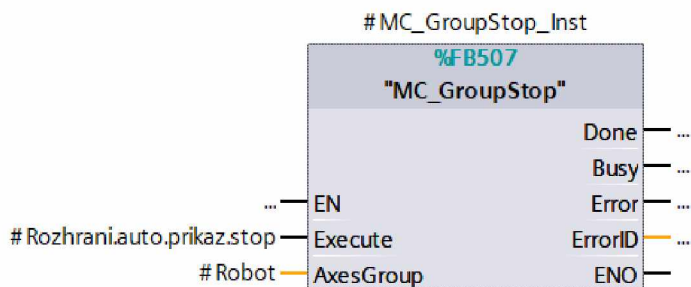 #MC_GroupStop_Inst
%FB507
"MC_GroupStop"
Done ...
Busy ...
... EN Error ...
#Rozhrani.auto.prikaz.stop Execute ErrorID ...
#Robot AxesGroup ENO